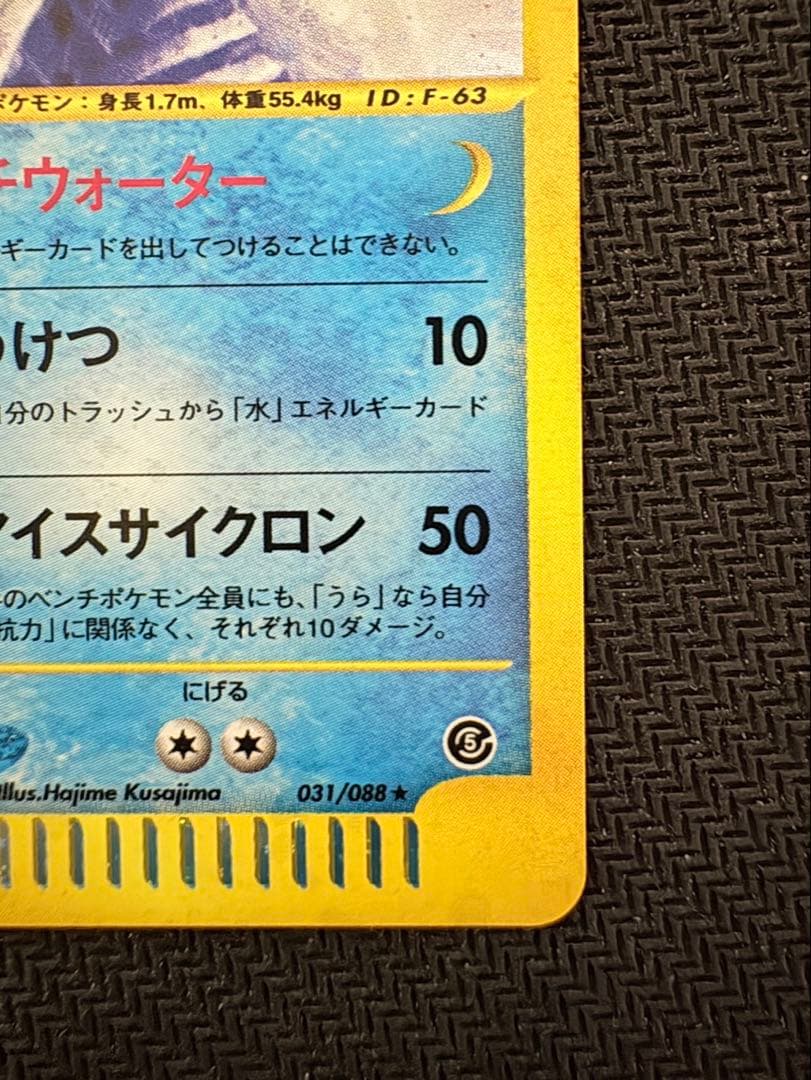 ポケモン：身長1.7m、体重55.4kg ID:F-63
チウォーター
ギーカードを出してつけることはできない。
けつ 10
自分のトラッシュから「水」エネルギーカード
アイスサイクロン 50
のベンチポケモン全員にも、「うら」なら自分
抗力」に関係なく、それぞれ10ダメージ。
にげる
5
Illus.Hajime Kusajima 031/088★